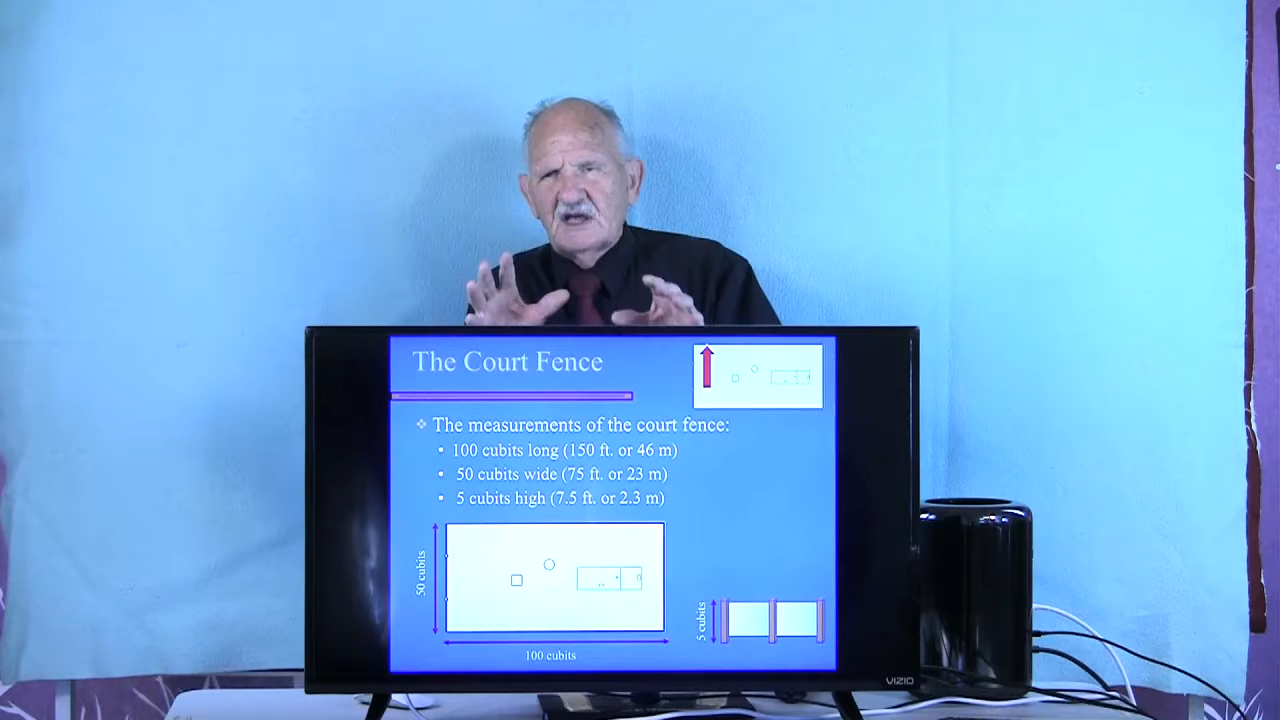 The Court Fence
❖ The measurements of the court fence:
• 100 cubits long (150 ft. or 46 m)
• 50 cubits wide (75 ft. or 23 m)
• 5 cubits high (7.5 ft. or 2.3 m)
50 cubits
100 cubits
5 cubits
VIZIO